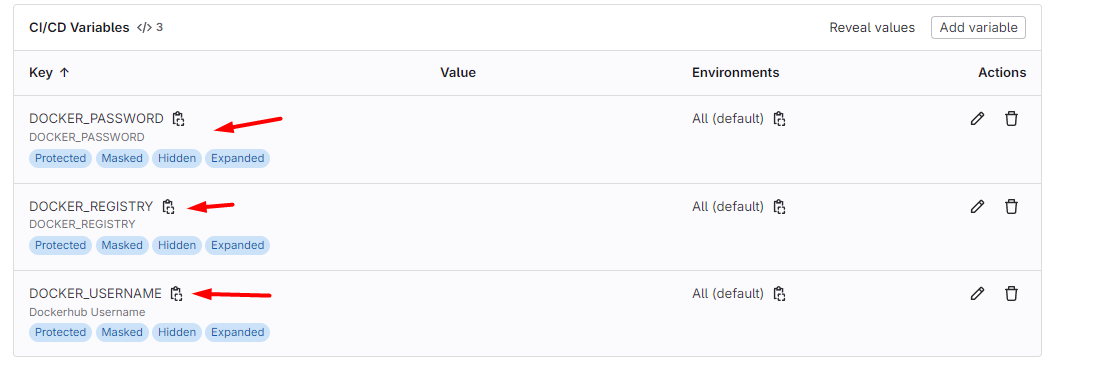 CI/CD Variables </> 3 Reveal values Add variable
Key ↑ Value Environments Actions
DOCKER_PASSWORD All (default)
DOCKER_PASSWORD
Protected Masked Hidden Expanded
DOCKER_REGISTRY All (default)
DOCKER_REGISTRY
Protected Masked Hidden Expanded
DOCKER_USERNAME All (default)
Dockerhub Username
Protected Masked Hidden Expanded